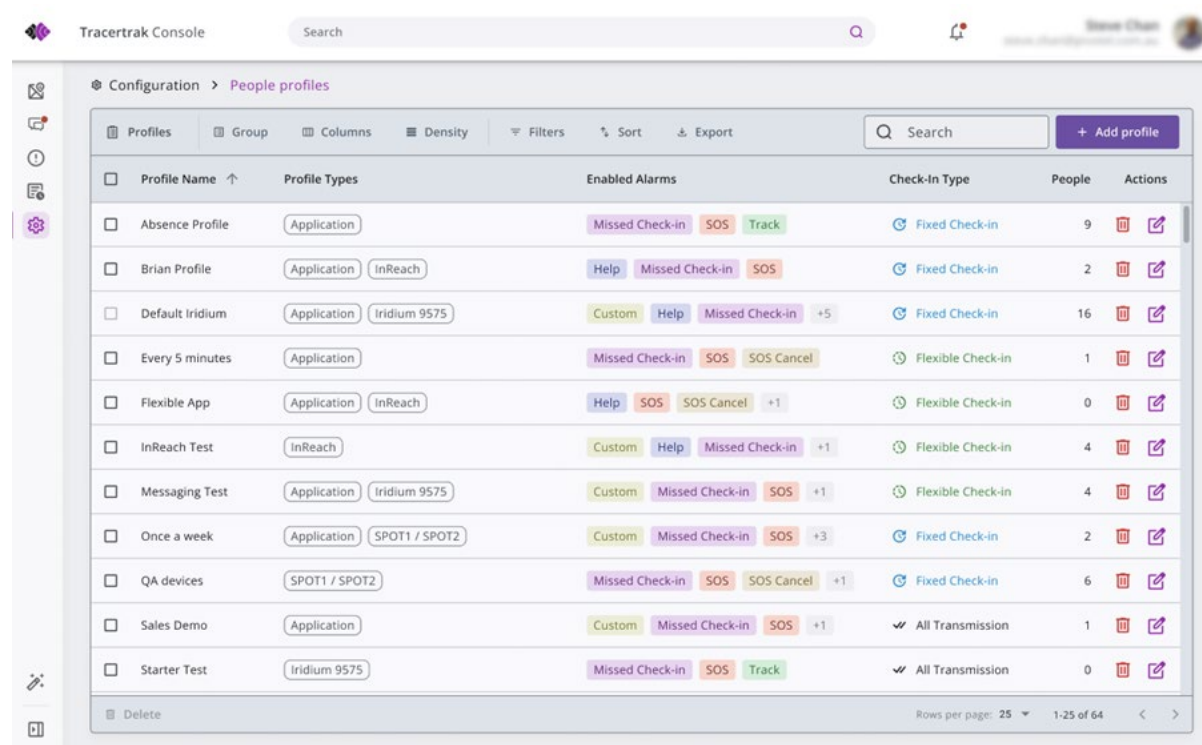 Tracertrak Console Search Steve Chan
Configuration > People profiles
Profiles Group Columns Density Filters Sort Export Search + Add profile
Profile Name ↑ Profile Types Enabled Alarms Check-In Type People Actions
Absence Profile Application Missed Check-in SOS Track Fixed Check-in 9
Brian Profile Application InReach Help Missed Check-in SOS Fixed Check-in 2
Default Iridium Application Iridium 9575 Custom Help Missed Check-in +5 Fixed Check-in 16
Every 5 minutes Application Missed Check-in SOS SOS Cancel Flexible Check-in 1
Flexible App Application InReach Help SOS SOS Cancel +1 Flexible Check-in 0
InReach Test InReach Custom Help Missed Check-in +1 Flexible Check-in 4
Messaging Test Application Iridium 9575 Custom Missed Check-in SOS +1 Flexible Check-in 4
Once a week Application SPOT1 / SPOT2 Custom Missed Check-in SOS +3 Fixed Check-in 2
QA devices SPOT1 / SPOT2 Missed Check-in SOS SOS Cancel +1 Fixed Check-in 6
Sales Demo Application Custom Missed Check-in SOS +1 All Transmission 1
Starter Test Iridium 9575 Missed Check-in SOS Track All Transmission 0
Delete Rows per page: 25 1-25 of 64 < >